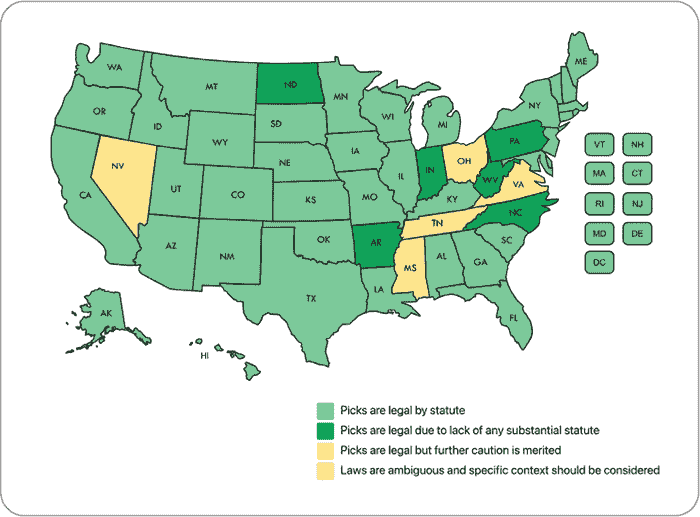 WA
MT
ND
MN
ME
OR
ID
SD
WI
MI
NY
WY
VT NH
NV
NE
IA
PA
MA CT
CA
UT
CO
IL
IN
OH
WV
VA
KS
MO
KY
RI NJ
NC
TN
MD DE
AZ
NM
OK
AR
SC
DC
MS
AL
GA
TX
LA
FL
AK
HI
Picks are legal by statute
Picks are legal due to lack of any substantial statute
Picks are legal but further caution is merited
Laws are ambiguous and specific context should be considered